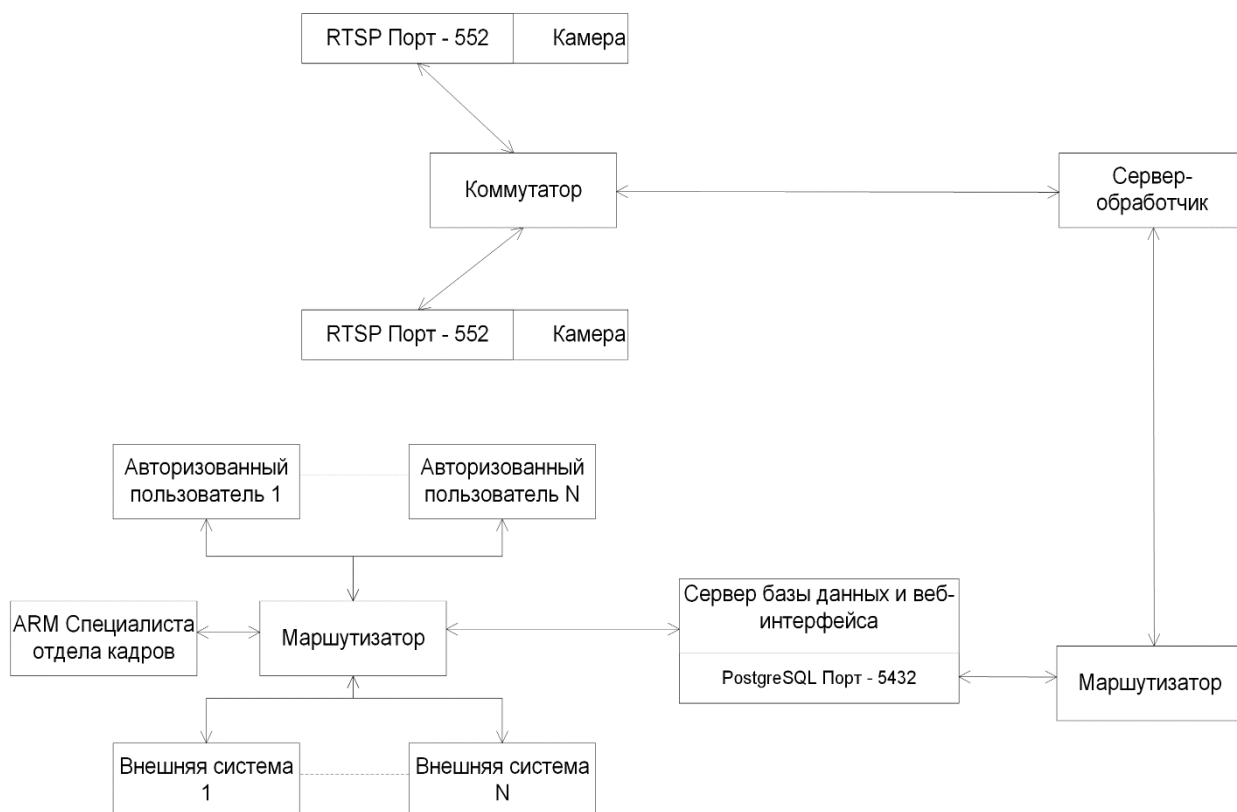 RTSP Порт - 552
Камера
Коммутатор
Сервер-
обработчик
RTSP Порт - 552
Камера
Авторизованный
пользователь 1
Авторизованный
пользователь N
ARM Специалиста
отдела кадров
Маршутизатор
Сервер базы данных и веб-
интерфейса
PostgreSQL Порт - 5432
Маршутизатор
Внешняя система
1
Внешняя система
N